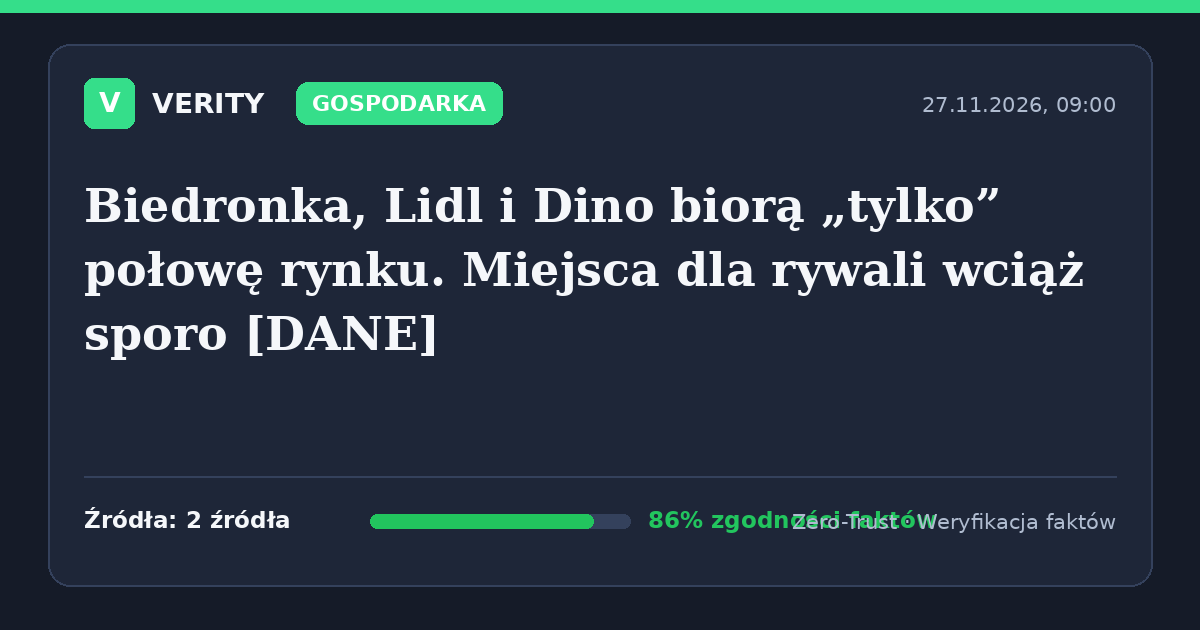 V VERITY GOSPODARKA 27.11.2026, 09:00
Biedronka, Lidl i Dino biorą „tylko”
połowę rynku. Miejsca dla rywali wciąż
sporo [DANE]
Źródła: 2 źródła 86% zgodności faktów Zero-Trust · Weryfikacja faktów